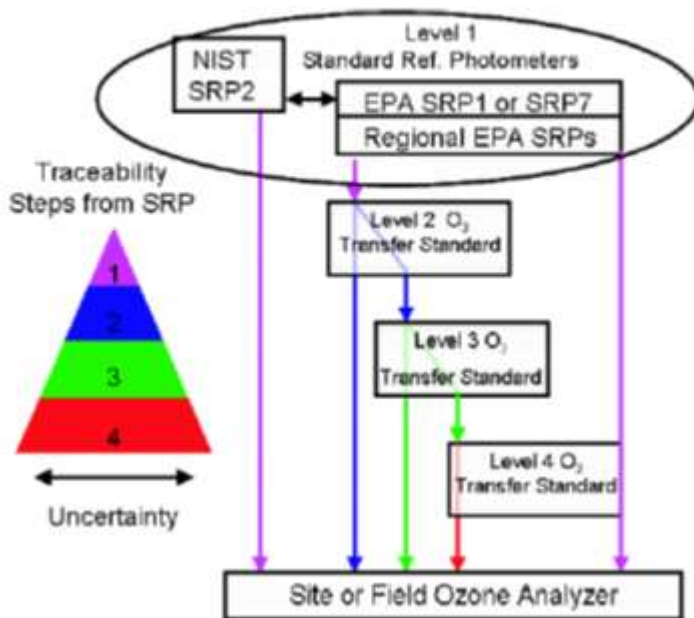 Level 1
Standard Ref. Photometers
NIST
SRP2
EPA SRP1 or SRP7
Regional EPA SRPs
Traceability
Steps from SRP
1
2
3
4
Uncertainty
Level 2 O₃
Transfer Standard
Level 3 O₃
Transfer Standard
Level 4 O₃
Transfer Standard
Site or Field Ozone Analyzer